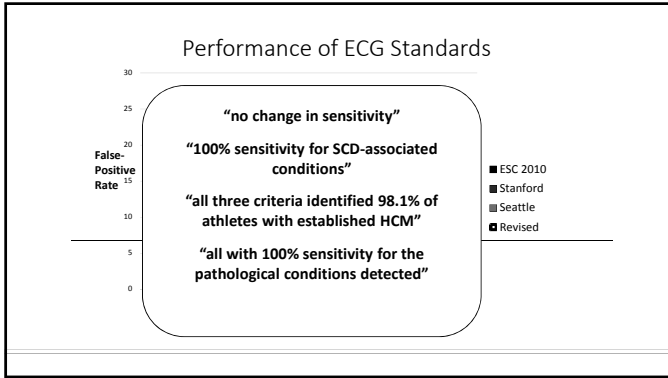 Performance of ECG Standards
30
25
20
15
10
5
0
False-
Positive
Rate
“no change in sensitivity”
“100% sensitivity for SCD-associated
conditions”
“all three criteria identified 98.1% of
athletes with established HCM”
“all with 100% sensitivity for the
pathological conditions detected”
ESC 2010
Stanford
Seattle
Revised